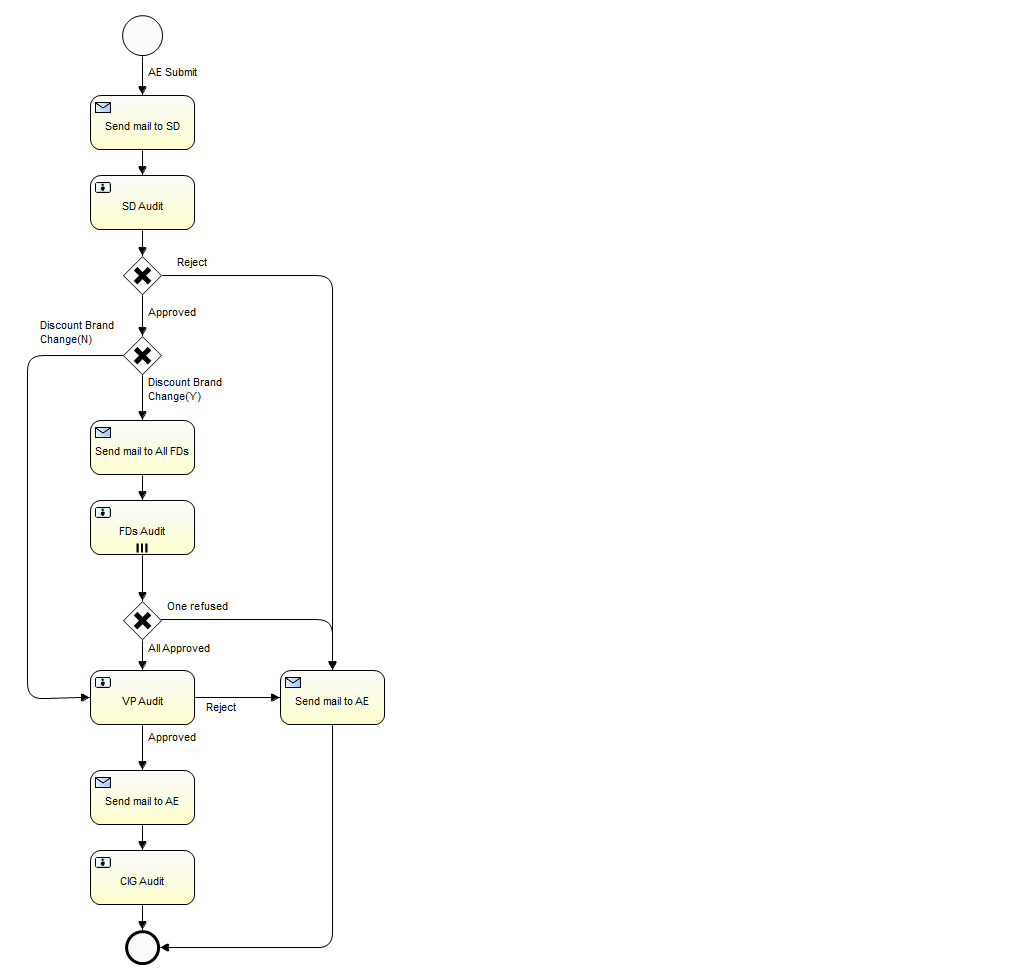 AE Submit
Send mail to SD
SD Audit
Reject
Approved
Discount Brand
Change(N)
Discount Brand
Change(Y)
Send mail to All FDs
FDs Audit
One refused
All Approved
VP Audit
Reject
Send mail to AE
Approved
Send mail to AE
CIG Audit